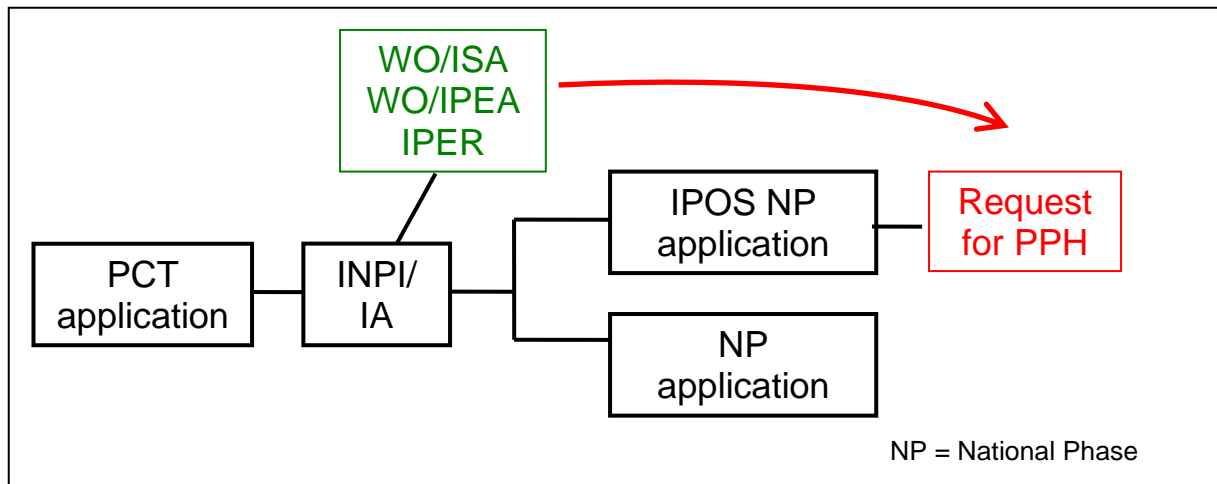 WO/ISA
WO/IPEA
IPER
PCT
application
INPI/
IA
IPOS NP
application
Request
for PPH
NP
application
NP = National Phase